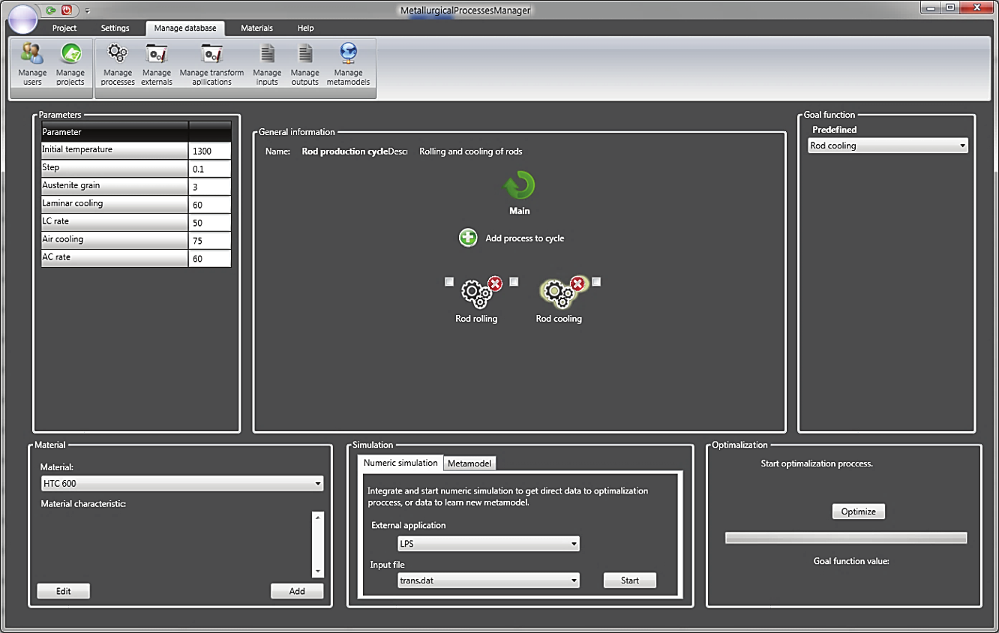 MetallurgicalProcessesManager
Project Settings Manage database Materials Help
Manage users
Manage projects
Manage processes
Manage externals
Manage transform apllications
Manage inputs
Manage outputs
Manage metamodels
Parameters
Parameter
Initial temperature 1300
Step 0.1
Austenite grain 3
Laminar cooling 60
LC rate 50
Air cooling 75
AC rate 60
General information
Name: Rod production cycleDescr Rolling and cooling of rods
Main
Add process to cycle
Rod rolling Rod cooling
Goal function
Predefined
Rod cooling
Material
Material:
HTC 600
Material characteristic:
Edit Add
Simulation
Numeric simulation Metamodel
Integrate and start numeric simulation to get direct data to optimalization
proccess, or data to learn new metamodel.
External application
LPS
Input file
trans.dat Start
Optimalization
Start optimalization proccess.
Optimize
Goal function value: